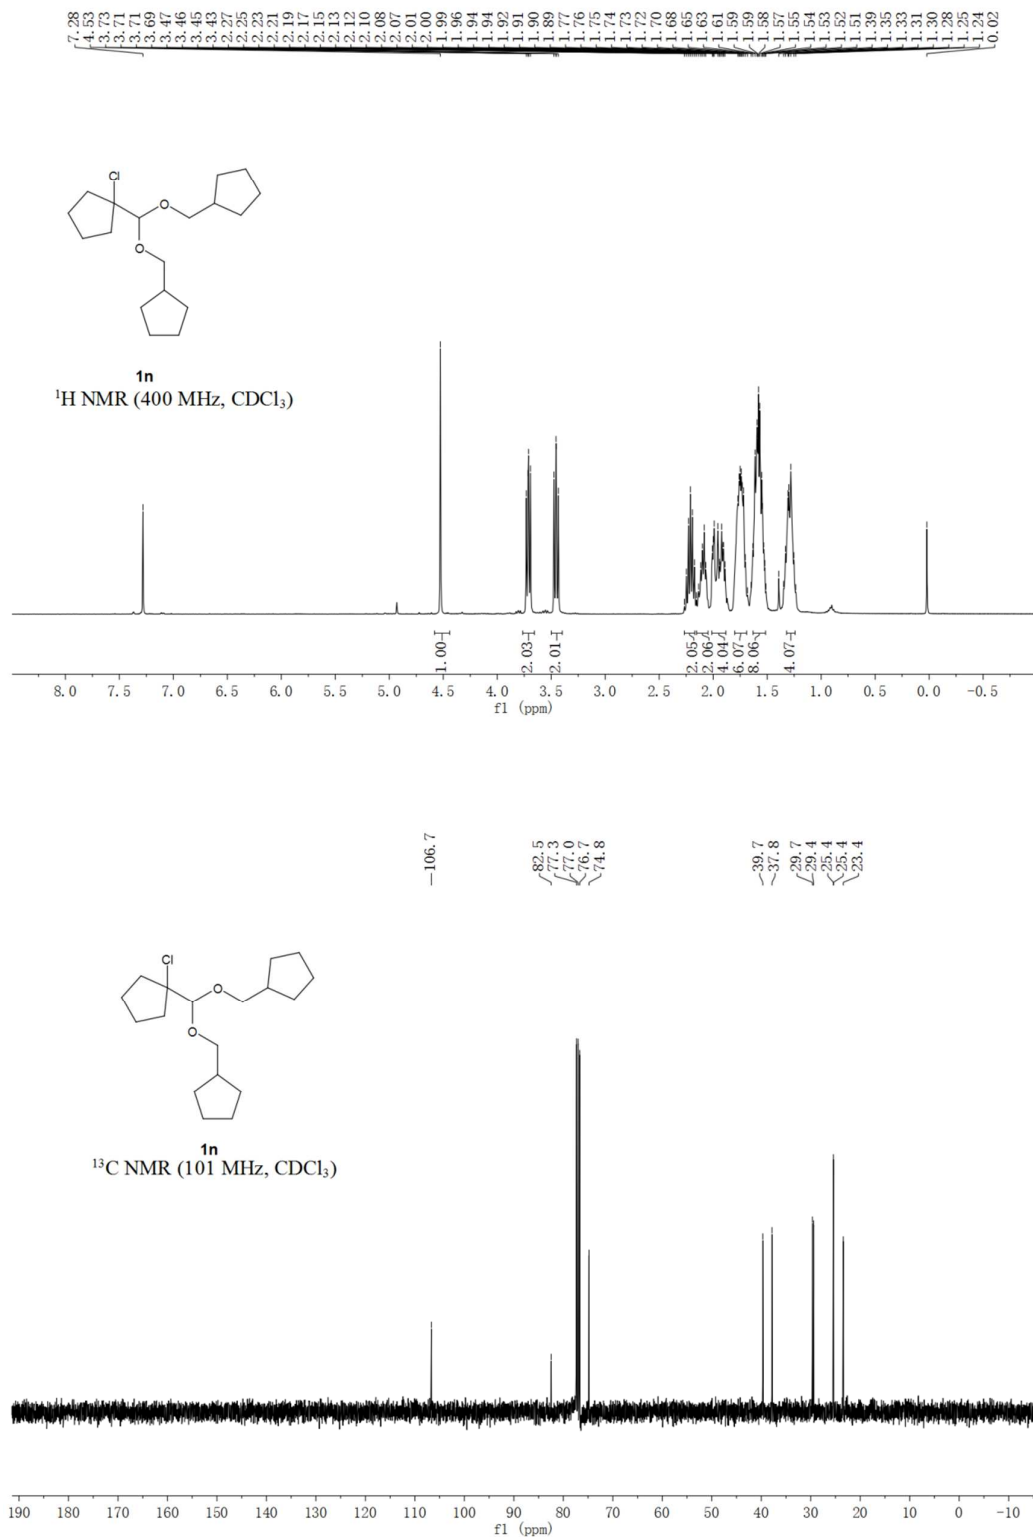 7.28 4.53 3.73 3.71 3.71 3.69 3.47 3.46 3.45 3.43 2.27 2.25 2.23 2.21 2.19 2.17 2.15 2.13 2.12 2.10 2.08 2.07 2.01 2.00 1.99 1.96 1.94 1.94 1.92 1.91 1.90 1.89 1.77 1.76 1.75 1.74 1.73 1.72 1.70 1.68 1.65 1.63 1.61 1.59 1.59 1.58 1.57 1.55 1.54 1.53 1.52 1.51 1.39 1.35 1.33 1.31 1.30 1.28 1.25 1.24 0.02
Cl
O
O
1n
¹H NMR (400 MHz, CDCl₃)
1.00 2.03 2.01 2.05 2.06 4.04 6.07 8.06 4.07
8.0 7.5 7.0 6.5 6.0 5.5 5.0 4.5 4.0 3.5 3.0 2.5 2.0 1.5 1.0 0.5 0.0 -0.5
f1 (ppm)
106.7 82.5 77.3 77.0 76.7 74.8 39.7 37.8 29.7 29.4 25.4 25.4 23.4
Cl
O
O
1n
¹³C NMR (101 MHz, CDCl₃)
190 180 170 160 150 140 130 120 110 100 90 80 70 60 50 40 30 20 10 0 -10
f1 (ppm)